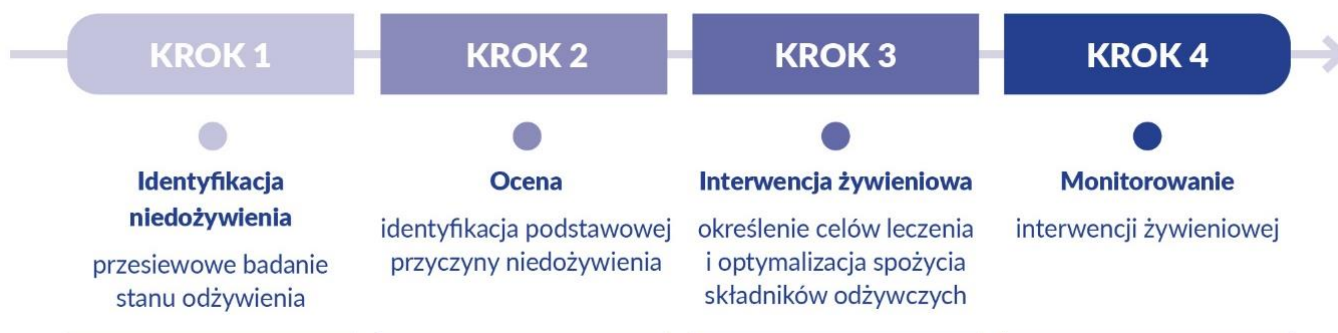 KROK 1
Identyfikacja
niedożywienia
przesiewowe badanie
stanu odżywienia
KROK 2
Ocena
identyfikacja podstawowej
przyczyny niedożywienia
KROK 3
Interwencja żywieniowa
określenie celów leczenia
i optymalizacja spożycia
składników odżywczych
KROK 4
Monitorowanie
interwencji żywieniowej